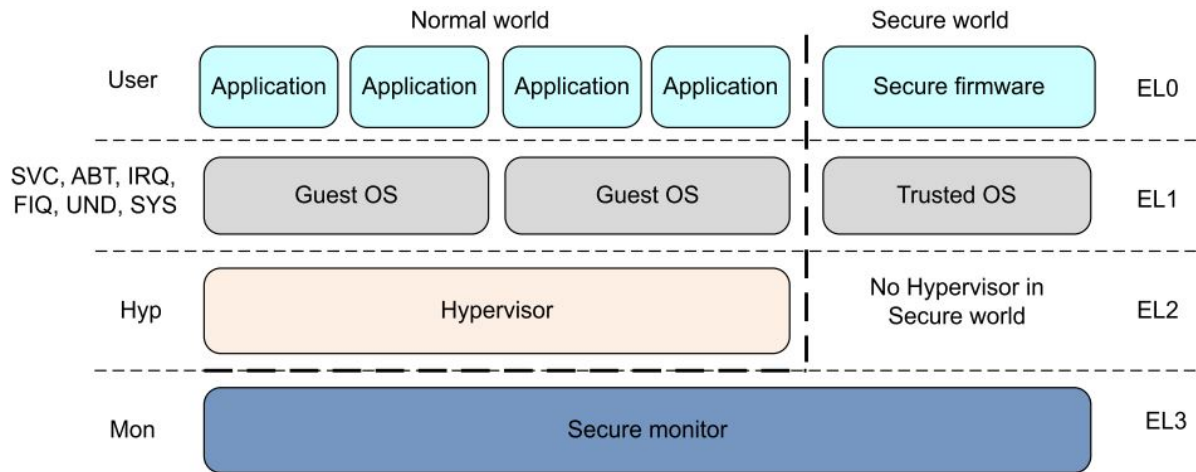 Normal world
Secure world
User
Application
Application
Application
Application
Secure firmware
EL0
SVC, ABT, IRQ,
FIQ, UND, SYS
Guest OS
Guest OS
Trusted OS
EL1
Hyp
Hypervisor
No Hypervisor in
Secure world
EL2
Mon
Secure monitor
EL3